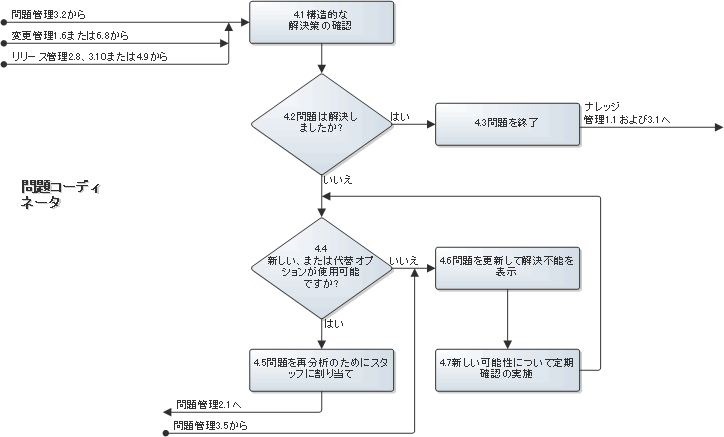 問題管理3.2から
変更管理1.6または6.8から
リリース管理2.8、3.10または4.9から
4.1構造的な
解決策の確認
4.2問題は解決し
ましたか?
はい
4.3問題を終了
ナレッジ
管理1.1および3.1へ
いいえ
問題コーディ
ネータ
4.4
新しい、または代替オ
プションが使用可能
ですか?
いいえ
4.6問題を更新して解決不能を
表示
はい
4.5問題を再分析のためにスタ
ッフに割り当て
4.7新しい可能性について定期
確認の実施
問題管理2.1へ
問題管理3.5から